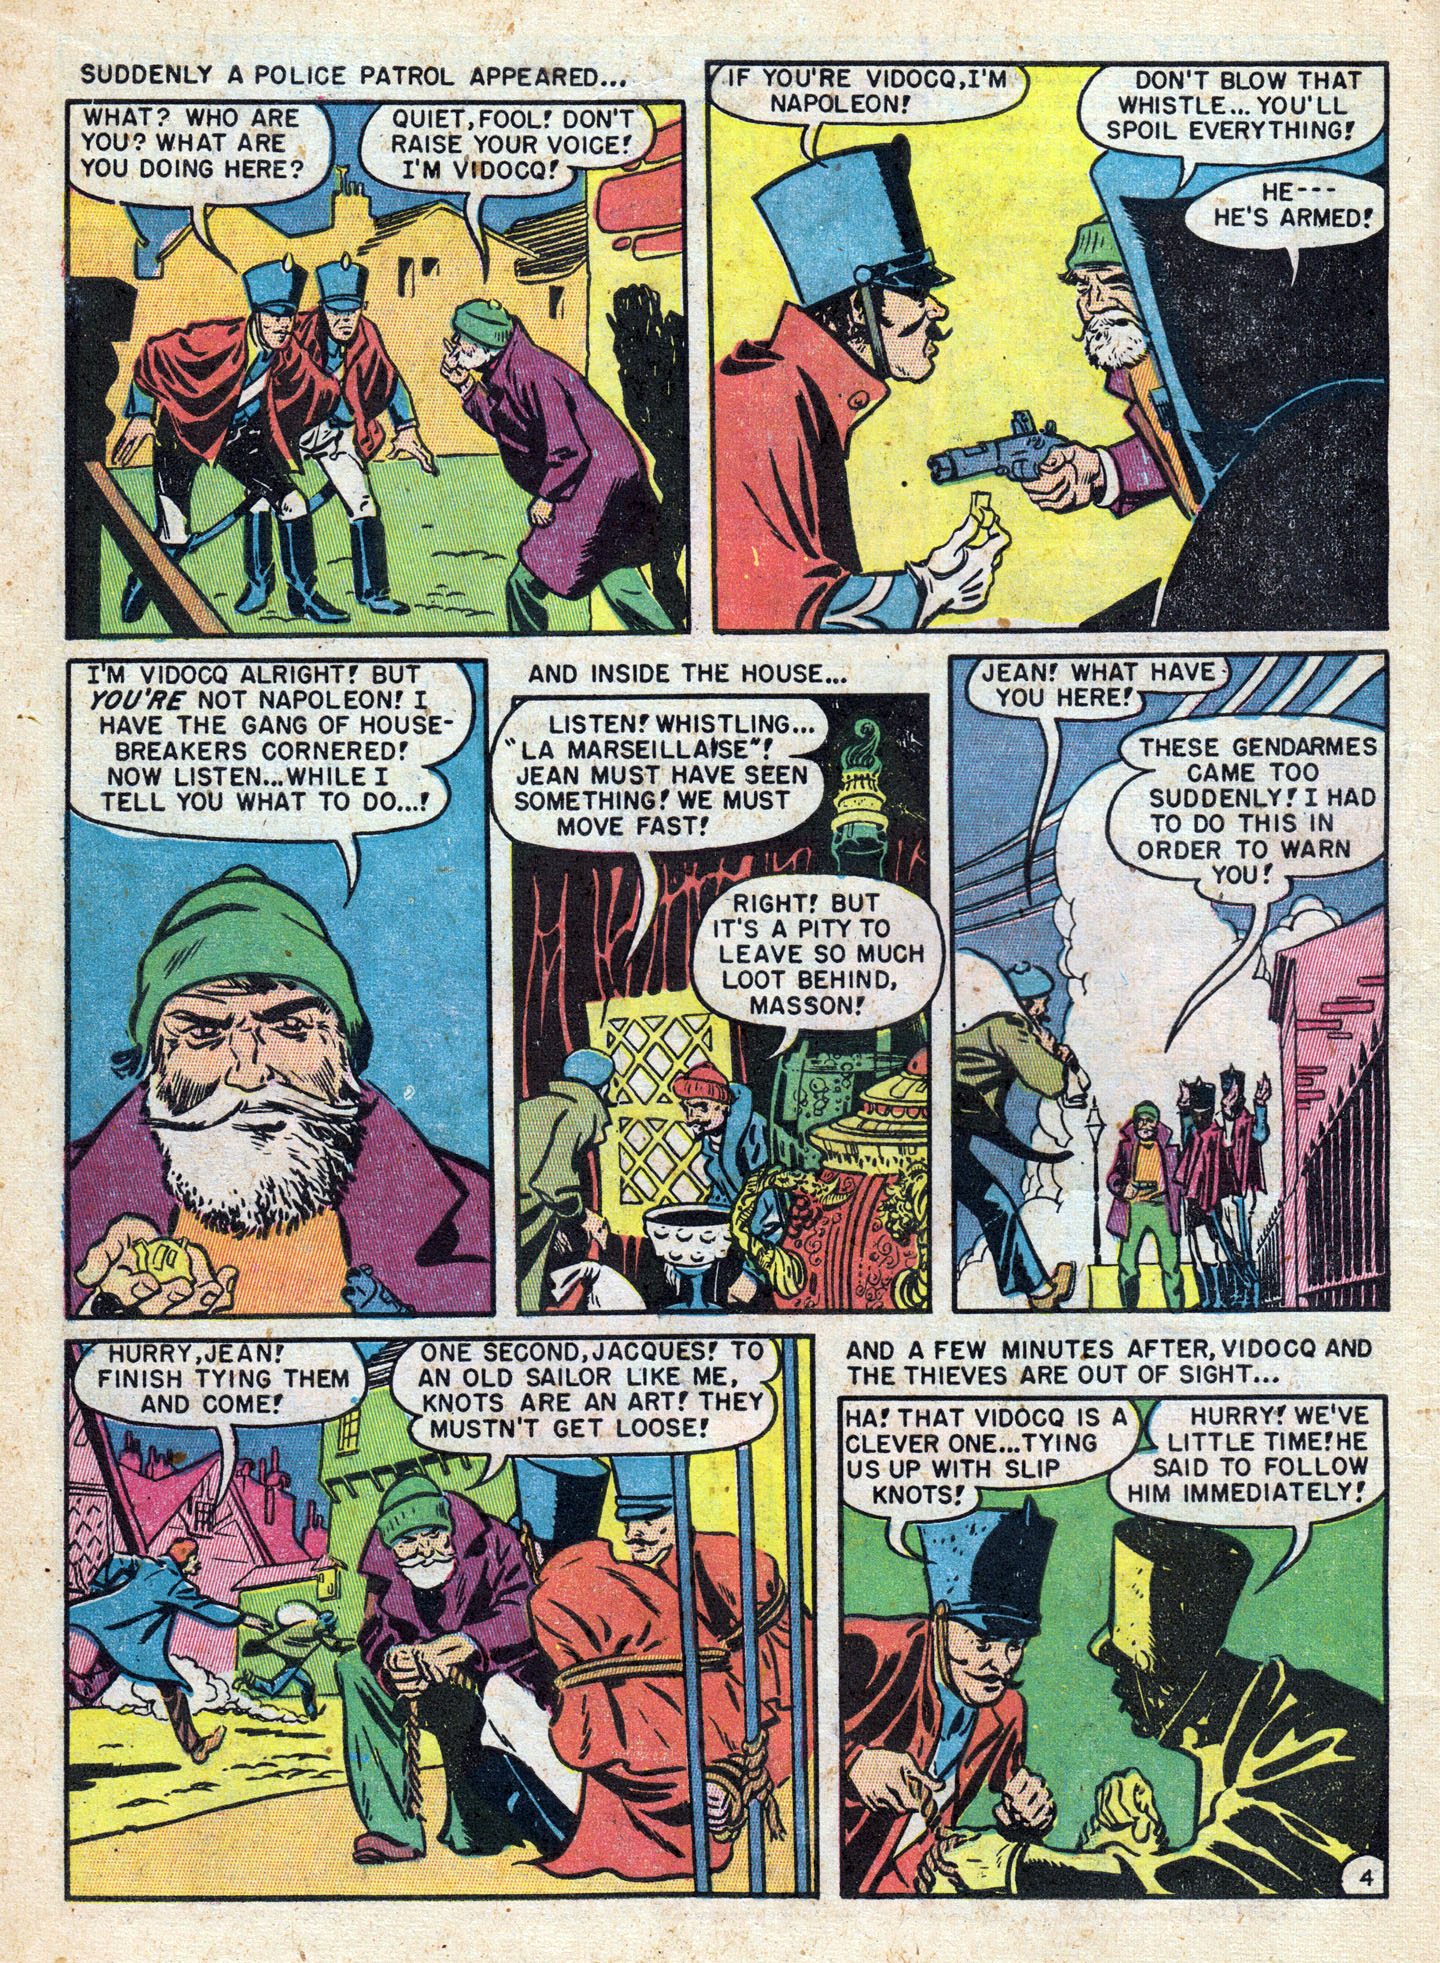 SUDDENLY A POLICE PATROL APPEARED...
WHAT? WHO ARE
YOU? WHAT ARE
YOU DOING HERE?
QUIET, FOOL! DON'T
RAISE YOUR VOICE!
I'M VIDOCQ!
IF YOU'RE VIDOCQ, I'M
NAPOLEON!
DON'T BLOW THAT
WHISTLE... YOU'LL
SPOIL EVERYTHING!
HE---
HE'S ARMED!
I'M VIDOCQ ALRIGHT! BUT
YOU'RE NOT NAPOLEON! I
HAVE THE GANG OF HOUSE-
BREAKERS CORNERED!
NOW LISTEN... WHILE I
TELL YOU WHAT TO DO...!
AND INSIDE THE HOUSE...
LISTEN! WHISTLING...
"LA MARSEILLAISE"!
JEAN MUST HAVE SEEN
SOMETHING! WE MUST
MOVE FAST!
RIGHT! BUT
IT'S A PITY TO
LEAVE SO MUCH
LOOT BEHIND,
MASSON!
JEAN! WHAT HAVE
YOU HERE!
THESE GENDARMES
CAME TOO
SUDDENLY! I HAD
TO DO THIS IN
ORDER TO WARN
YOU!
HURRY, JEAN!
FINISH TYING THEM
AND COME!
ONE SECOND, JACQUES! TO
AN OLD SAILOR LIKE ME,
KNOTS ARE AN ART! THEY
MUSTN'T GET LOOSE!
AND A FEW MINUTES AFTER, VIDOCQ AND
THE THIEVES ARE OUT OF SIGHT...
HA! THAT VIDOCQ IS A
CLEVER ONE... TYING
US UP WITH SLIP
KNOTS!
HURRY! WE'VE
LITTLE TIME! HE
SAID TO FOLLOW
HIM IMMEDIATELY!
4